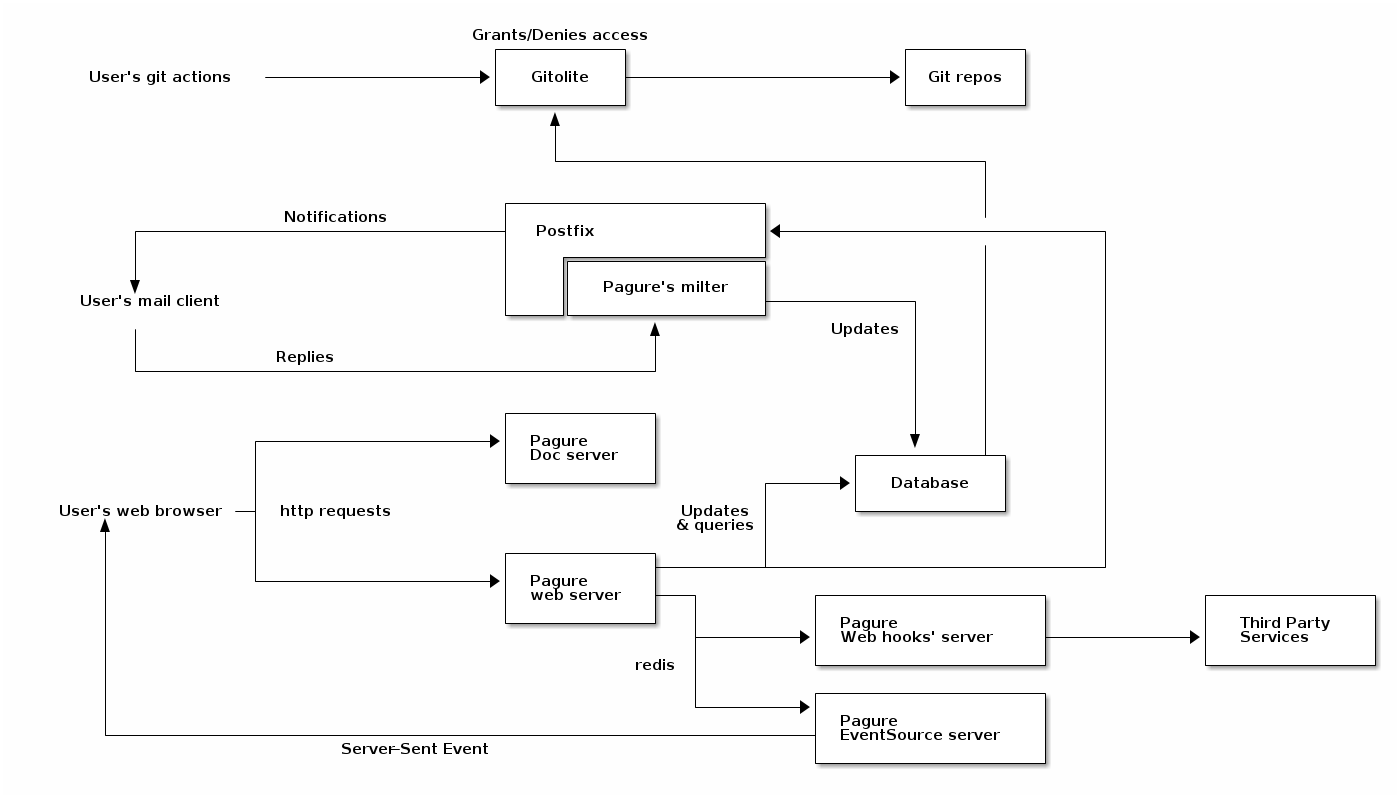 Grants/Denies access
User's git actions
Gitolite
Git repos
Notifications
Postfix
Pagure's milter
User's mail client
Updates
Replies
Pagure
Doc server
Database
User's web browser
http requests
Updates
& queries
Pagure
web server
Pagure
Web hooks' server
Third Party
Services
redis
Pagure
EventSource server
Server-Sent Event